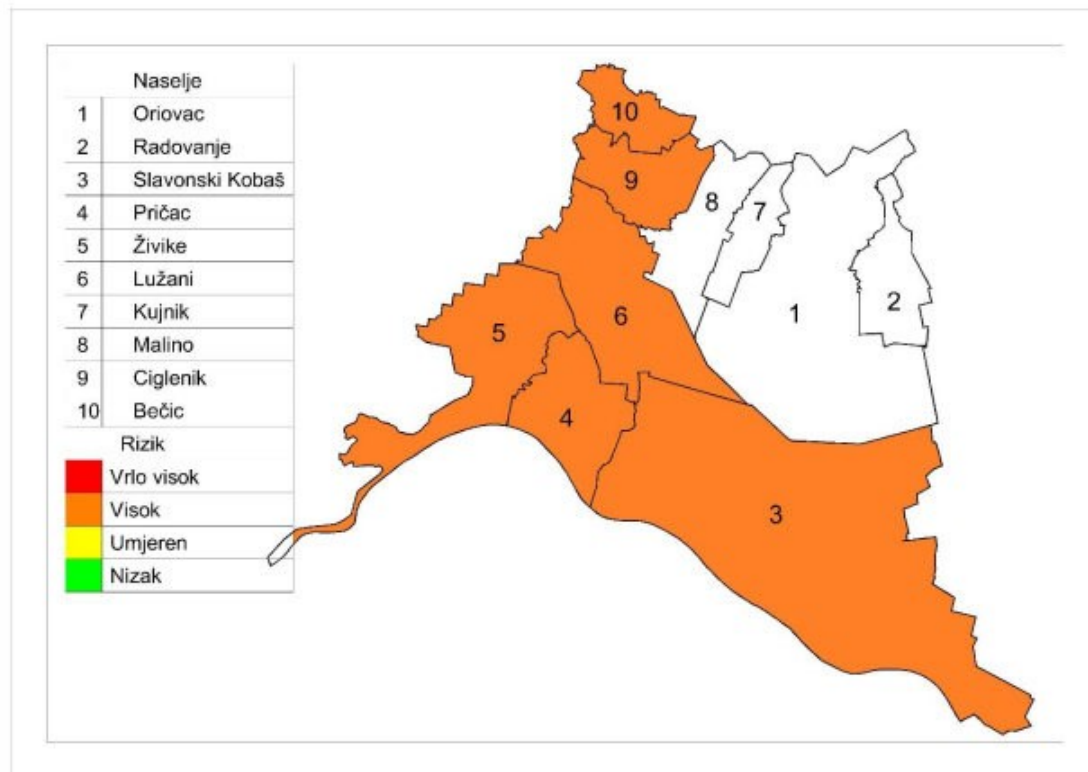 Naselje
1 Oriovac
2 Radovanje
3 Slavonski Kobaš
4 Pričac
5 Živike
6 Lužani
7 Kujnik
8 Malino
9 Ciglenik
10 Bečic
Rizik
Vrlo visok
Visok
Umjeren
Nizak
10
9
8
7
1
2
6
5
4
3